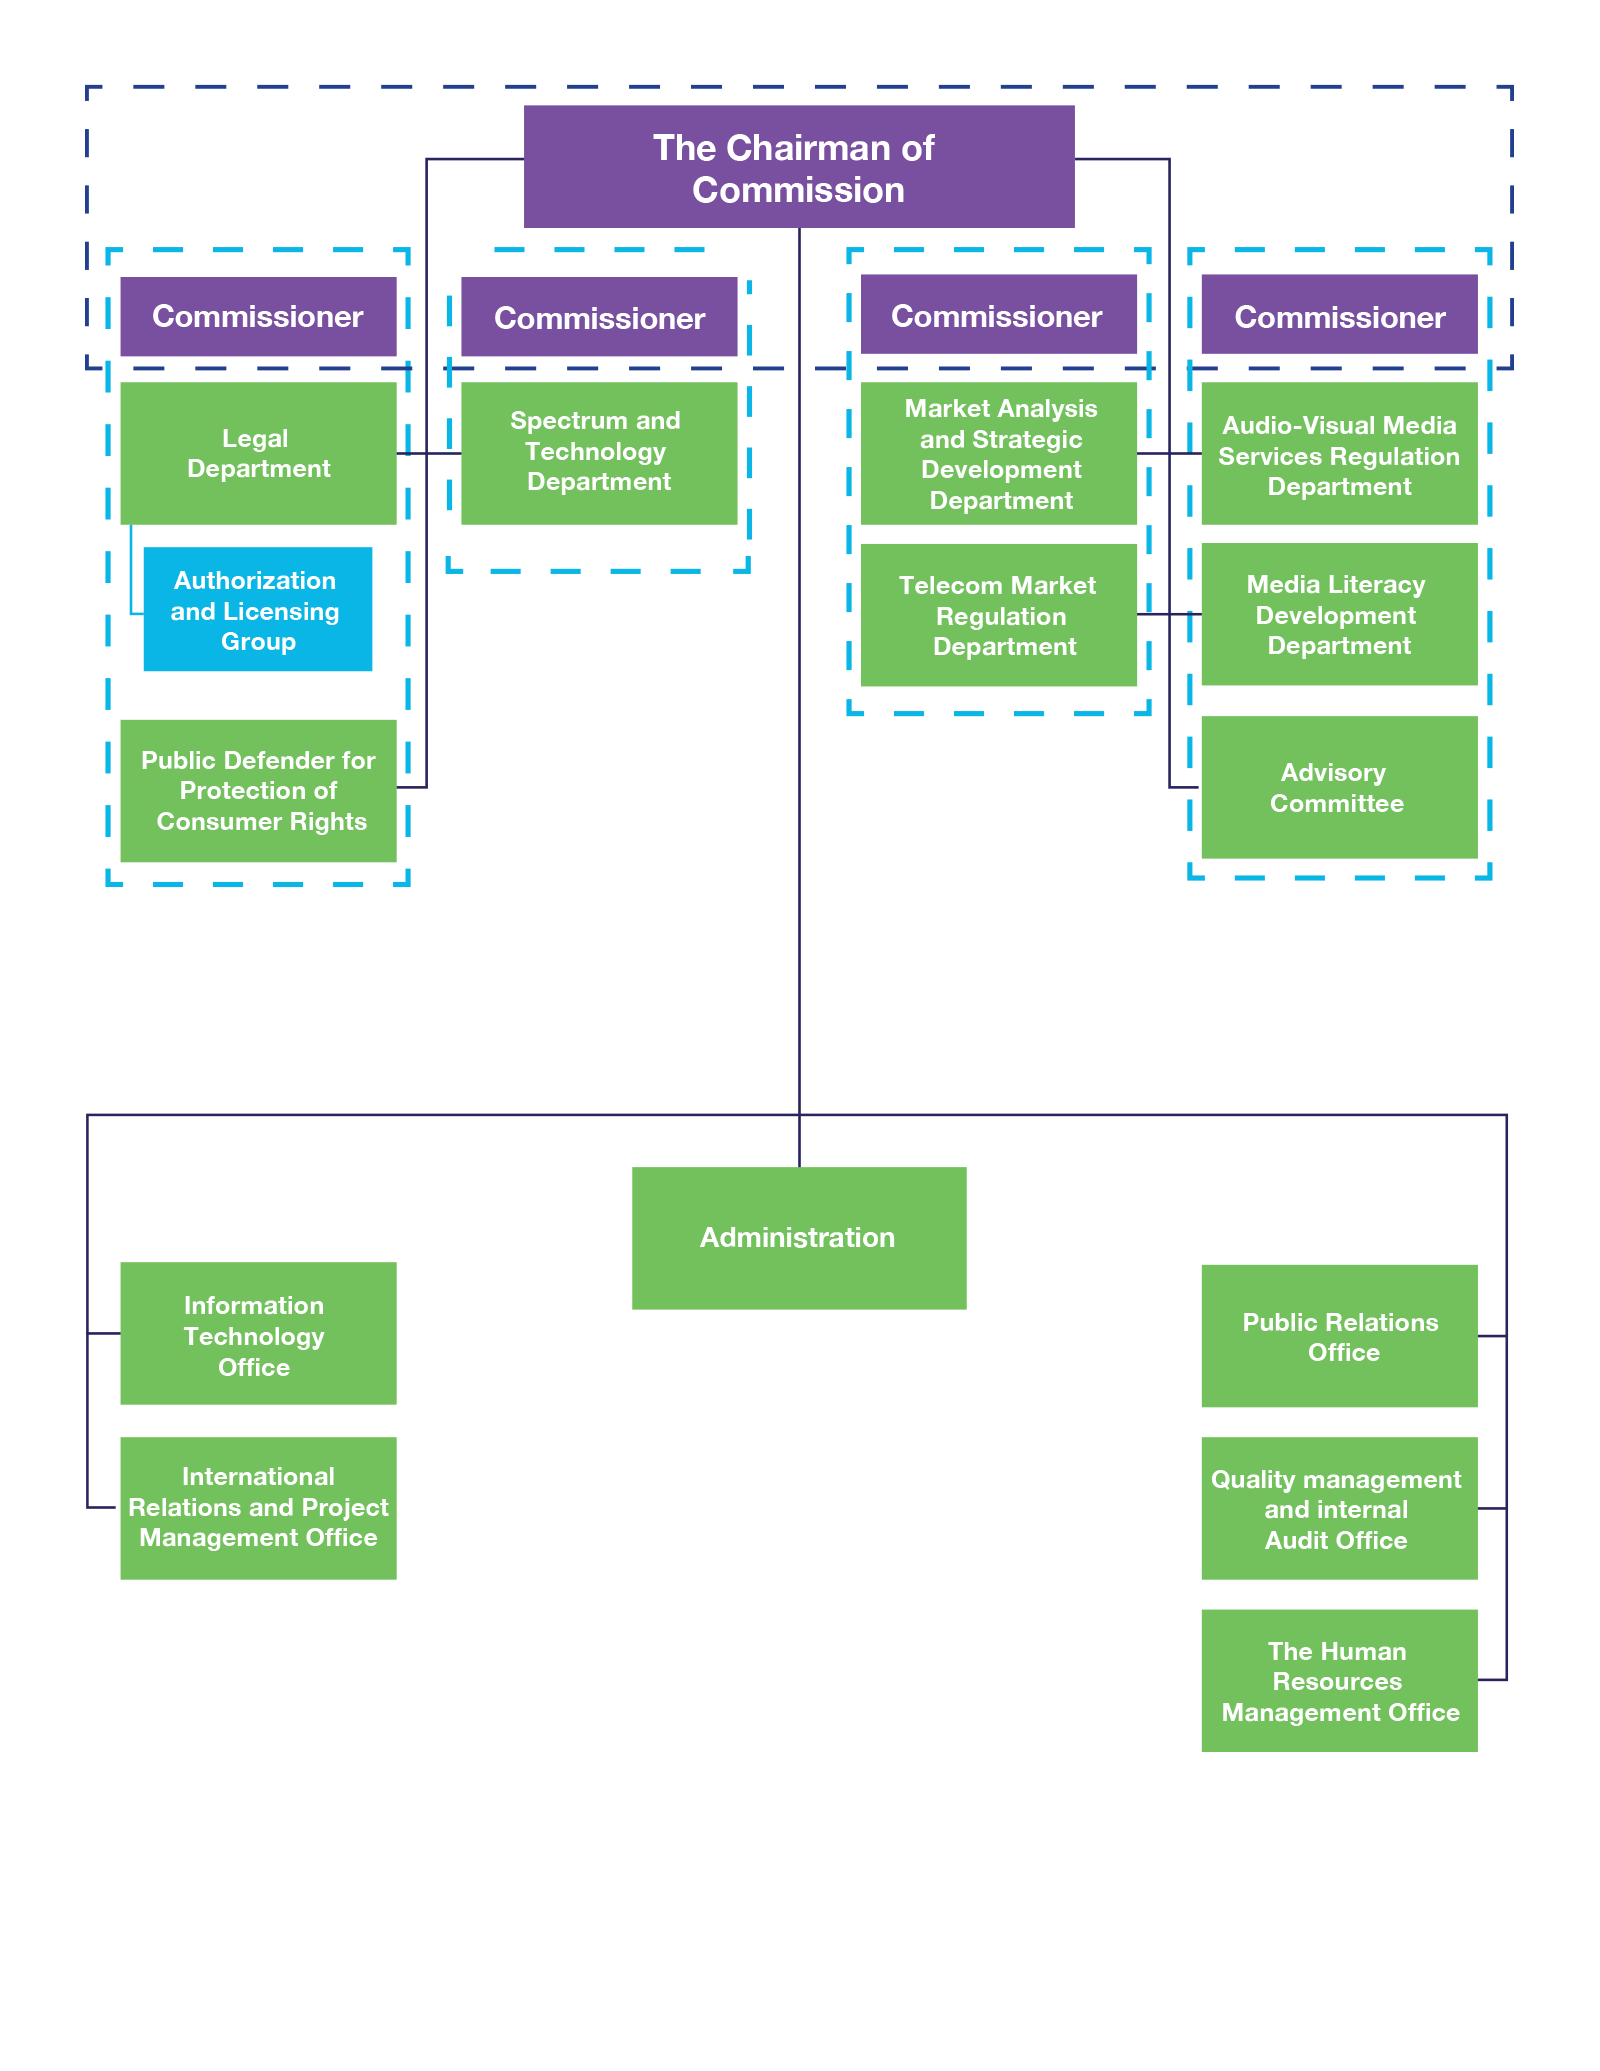 The Chairman of
Commission
Commissioner
Commissioner
Commissioner
Commissioner
Legal
Department
Spectrum and
Technology
Department
Market Analysis
and Strategic
Development
Department
Audio-Visual Media
Services Regulation
Department
Authorization
and Licensing
Group
Telecom Market
Regulation
Department
Media Literacy
Development
Department
Public Defender for
Protection of
Consumer Rights
Advisory
Committee
Administration
Information
Technology
Office
Public Relations
Office
International
Relations and Project
Management Office
Quality management
and internal
Audit Office
The Human
Resources
Management Office